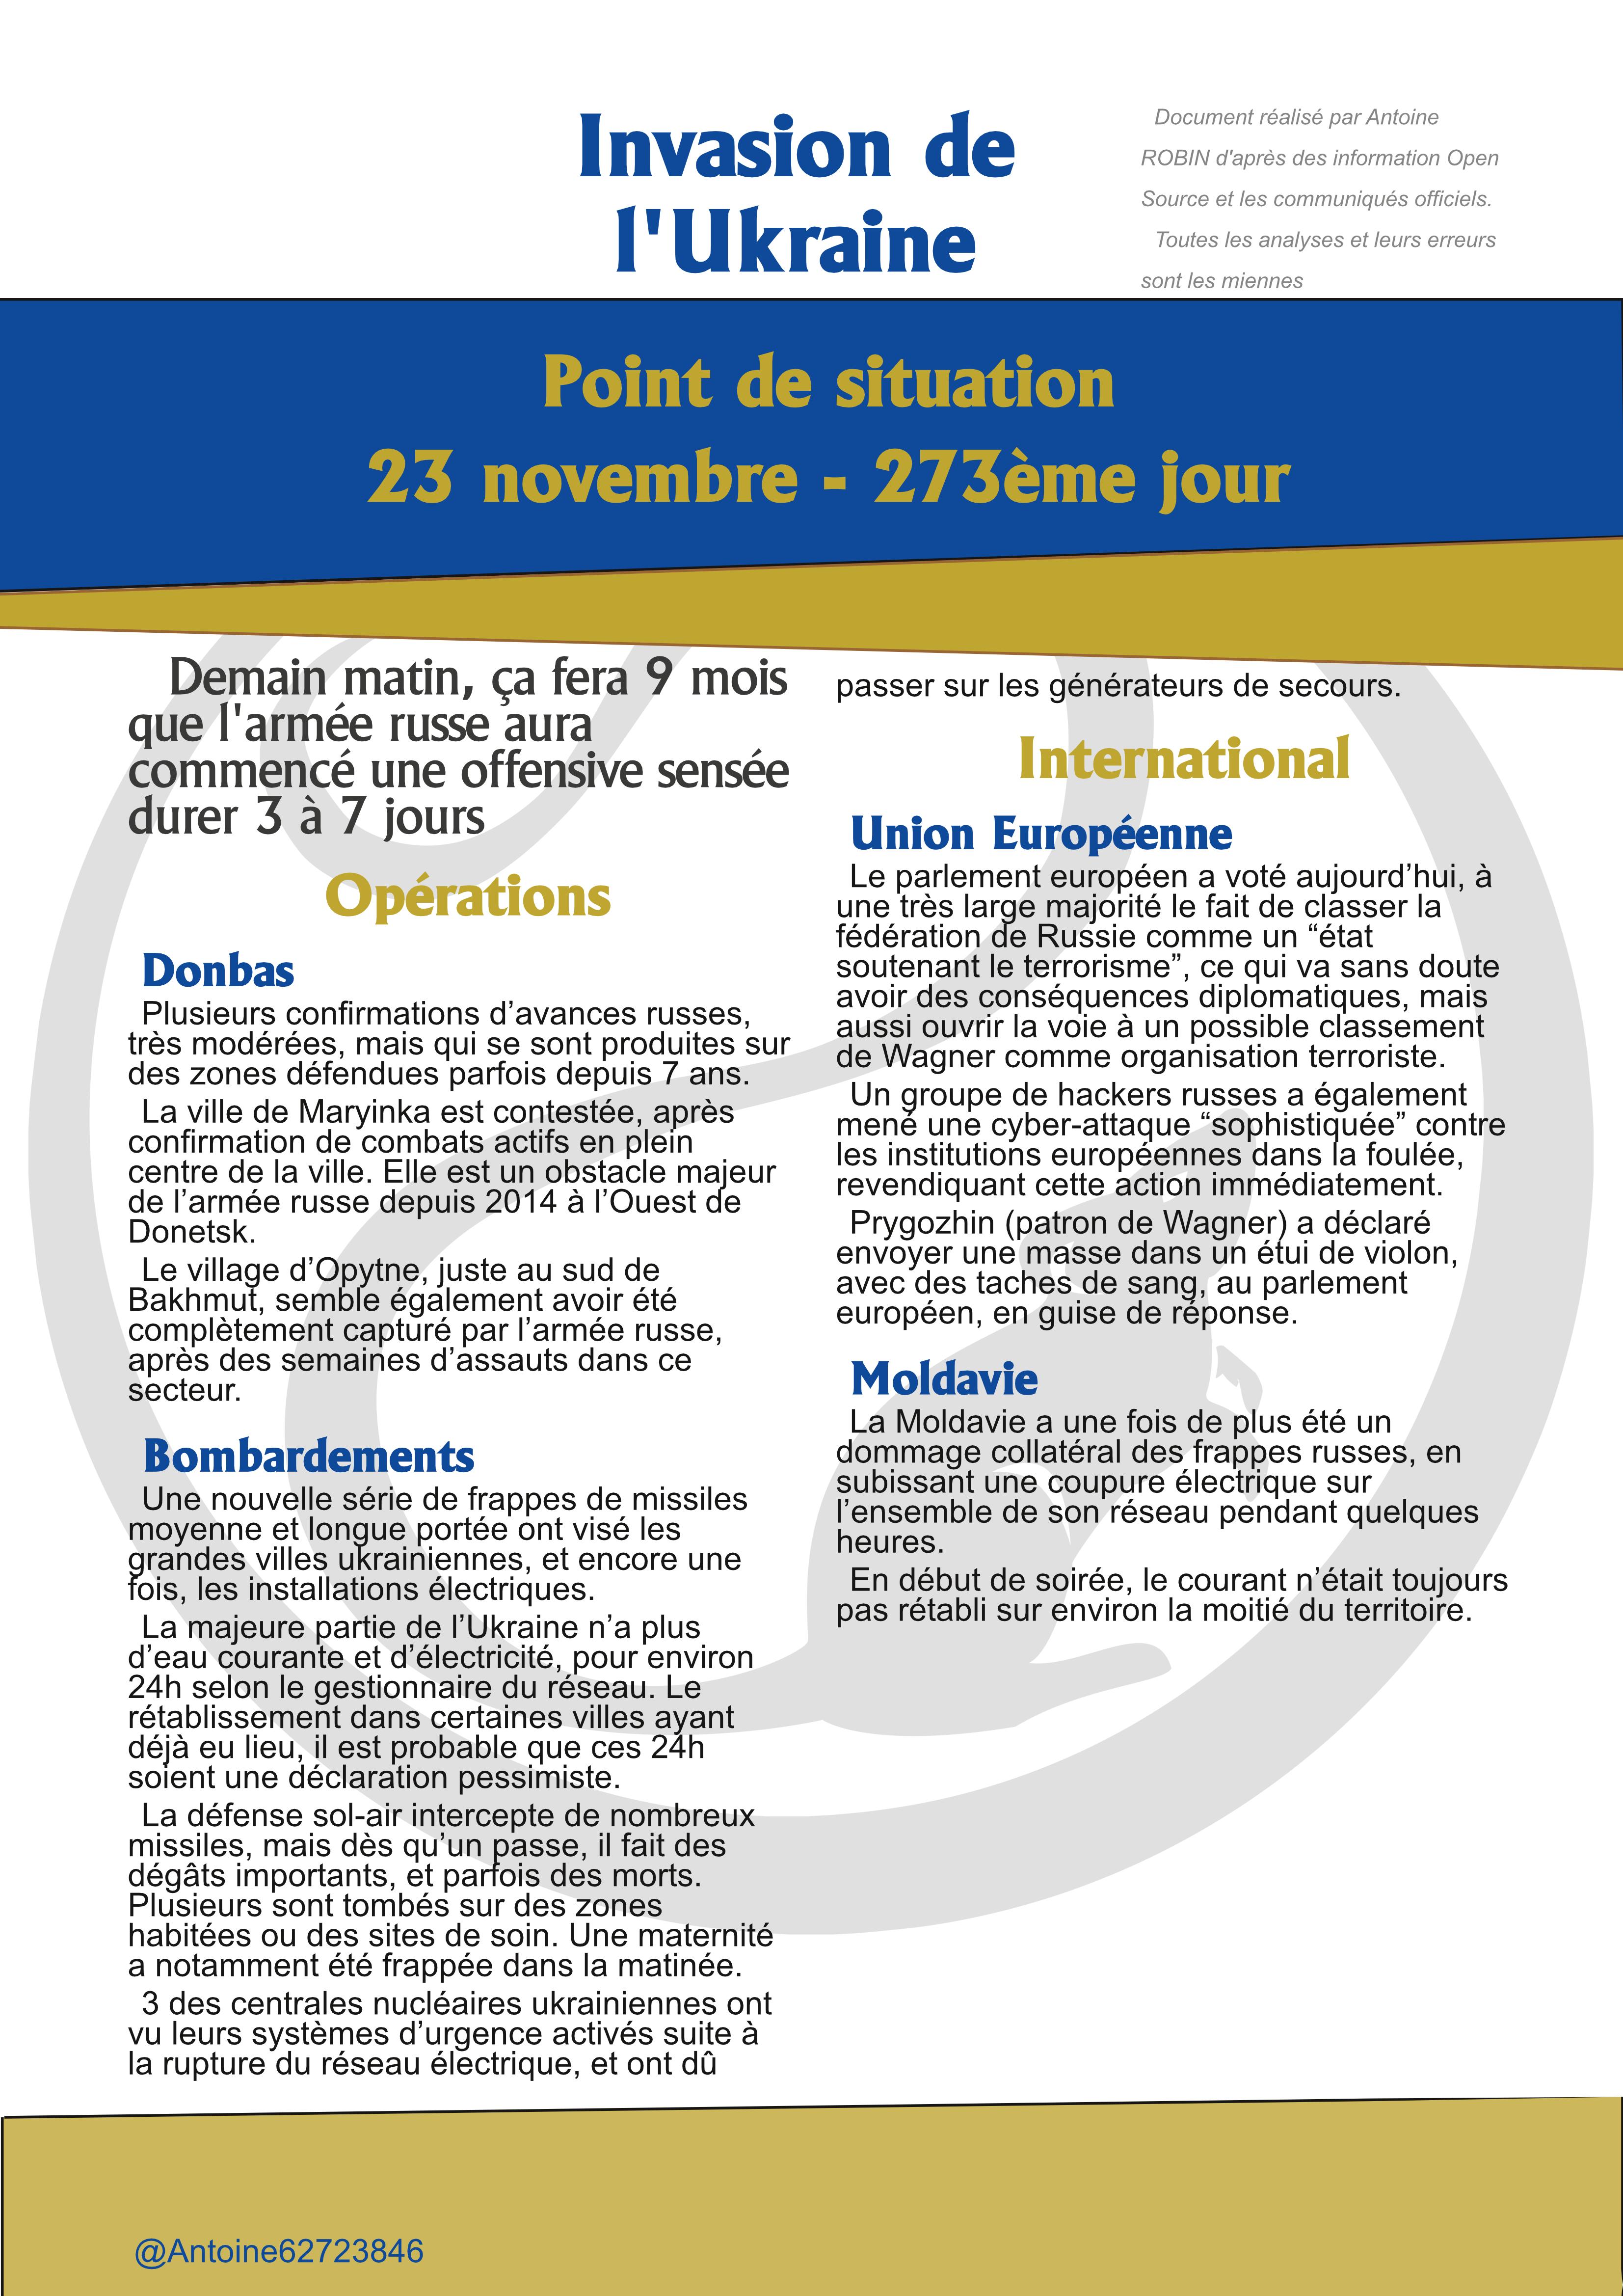 Invasion de
l'Ukraine
Document réalisé par Antoine
ROBIN d'après des information Open
Source et les communiqués officiels.
Toutes les analyses et leurs erreurs
sont les miennes
Point de situation
23 novembre - 273ème jour
Demain matin, ça fera 9 mois
que l'armée russe aura
commencé une offensive sensée
durer 3 à 7 jours
Opérations
Donbas
Plusieurs confirmations d’avances russes,
très modérées, mais qui se sont produites sur
des zones défendues parfois depuis 7 ans.
La ville de Maryinka est contestée, après
confirmation de combats actifs en plein
centre de la ville. Elle est un obstacle majeur
de l’armée russe depuis 2014 à l’Ouest de
Donetsk.
Le village d’Opytne, juste au sud de
Bakhmut, semble également avoir été
complètement capturé par l’armée russe,
après des semaines d’assauts dans ce
secteur.
Bombardements
Une nouvelle série de frappes de missiles
moyenne et longue portée ont visé les
grandes villes ukrainiennes, et encore une
fois, les installations électriques.
La majeure partie de l’Ukraine n’a plus
d’eau courante et d’électricité, pour environ
24h selon le gestionnaire du réseau. Le
rétablissement dans certaines villes ayant
déjà eu lieu, il est probable que ces 24h
soient une déclaration pessimiste.
La défense sol-air intercepte de nombreux
missiles, mais dès qu’un passe, il fait des
dégâts importants, et parfois des morts.
Plusieurs sont tombés sur des zones
habitées ou des sites de soin. Une maternité
a notamment été frappée dans la matinée.
3 des centrales nucléaires ukrainiennes ont
vu leurs systèmes d’urgence activés suite à
la rupture du réseau électrique, et ont dû
passer sur les générateurs de secours.
International
Union Européenne
Le parlement européen a voté aujourd’hui, à
une très large majorité le fait de classer la
fédération de Russie comme un “état
soutenant le terrorisme”, ce qui va sans doute
avoir des conséquences diplomatiques, mais
aussi ouvrir la voie à un possible classement
de Wagner comme organisation terroriste.
Un groupe de hackers russes a également
mené une cyber-attaque “sophistiquée” contre
les institutions européennes dans la foulée,
revendiquant cette action immédiatement.
Prygozhin (patron de Wagner) a déclaré
envoyer une masse dans un étui de violon,
avec des taches de sang, au parlement
européen, en guise de réponse.
Moldavie
La Moldavie a une fois de plus été un
dommage collatéral des frappes russes, en
subissant une coupure électrique sur
l’ensemble de son réseau pendant quelques
heures.
En début de soirée, le courant n’était toujours
pas rétabli sur environ la moitié du territoire.
@Antoine62723846